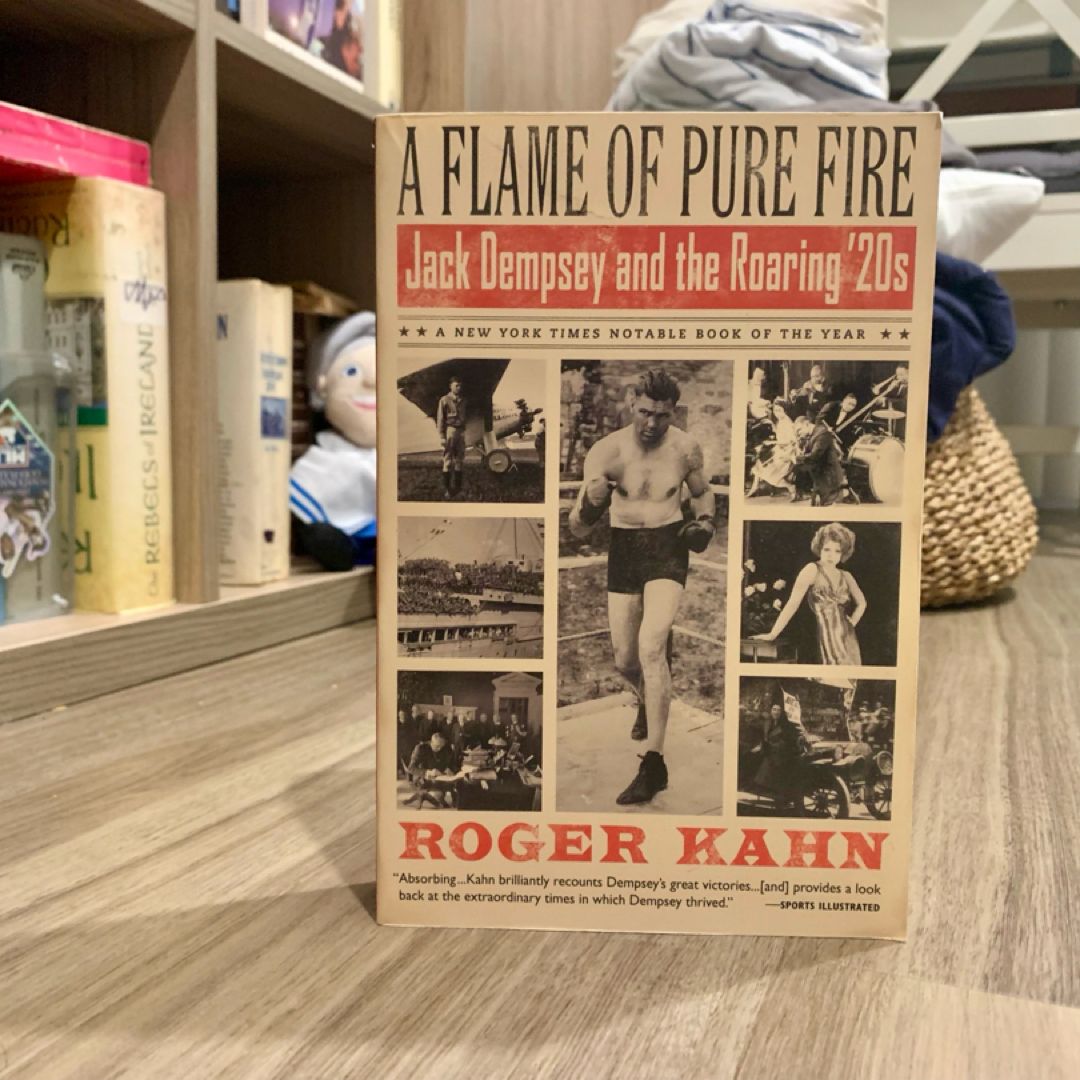 A FLAME OF PURE FIRE
Jack Dempsey and the Roaring '20s
★★ A NEW YORK TIMES NOTABLE BOOK OF THE YEAR ★★
ROGER KAHN
“Absorbing...Kahn brilliantly recounts Dempsey's great victories...[and] provides a look
back at the extraordinary times in which Dempsey thrived.”
—SPORTS ILLUSTRATED
REBELS of IRELAND